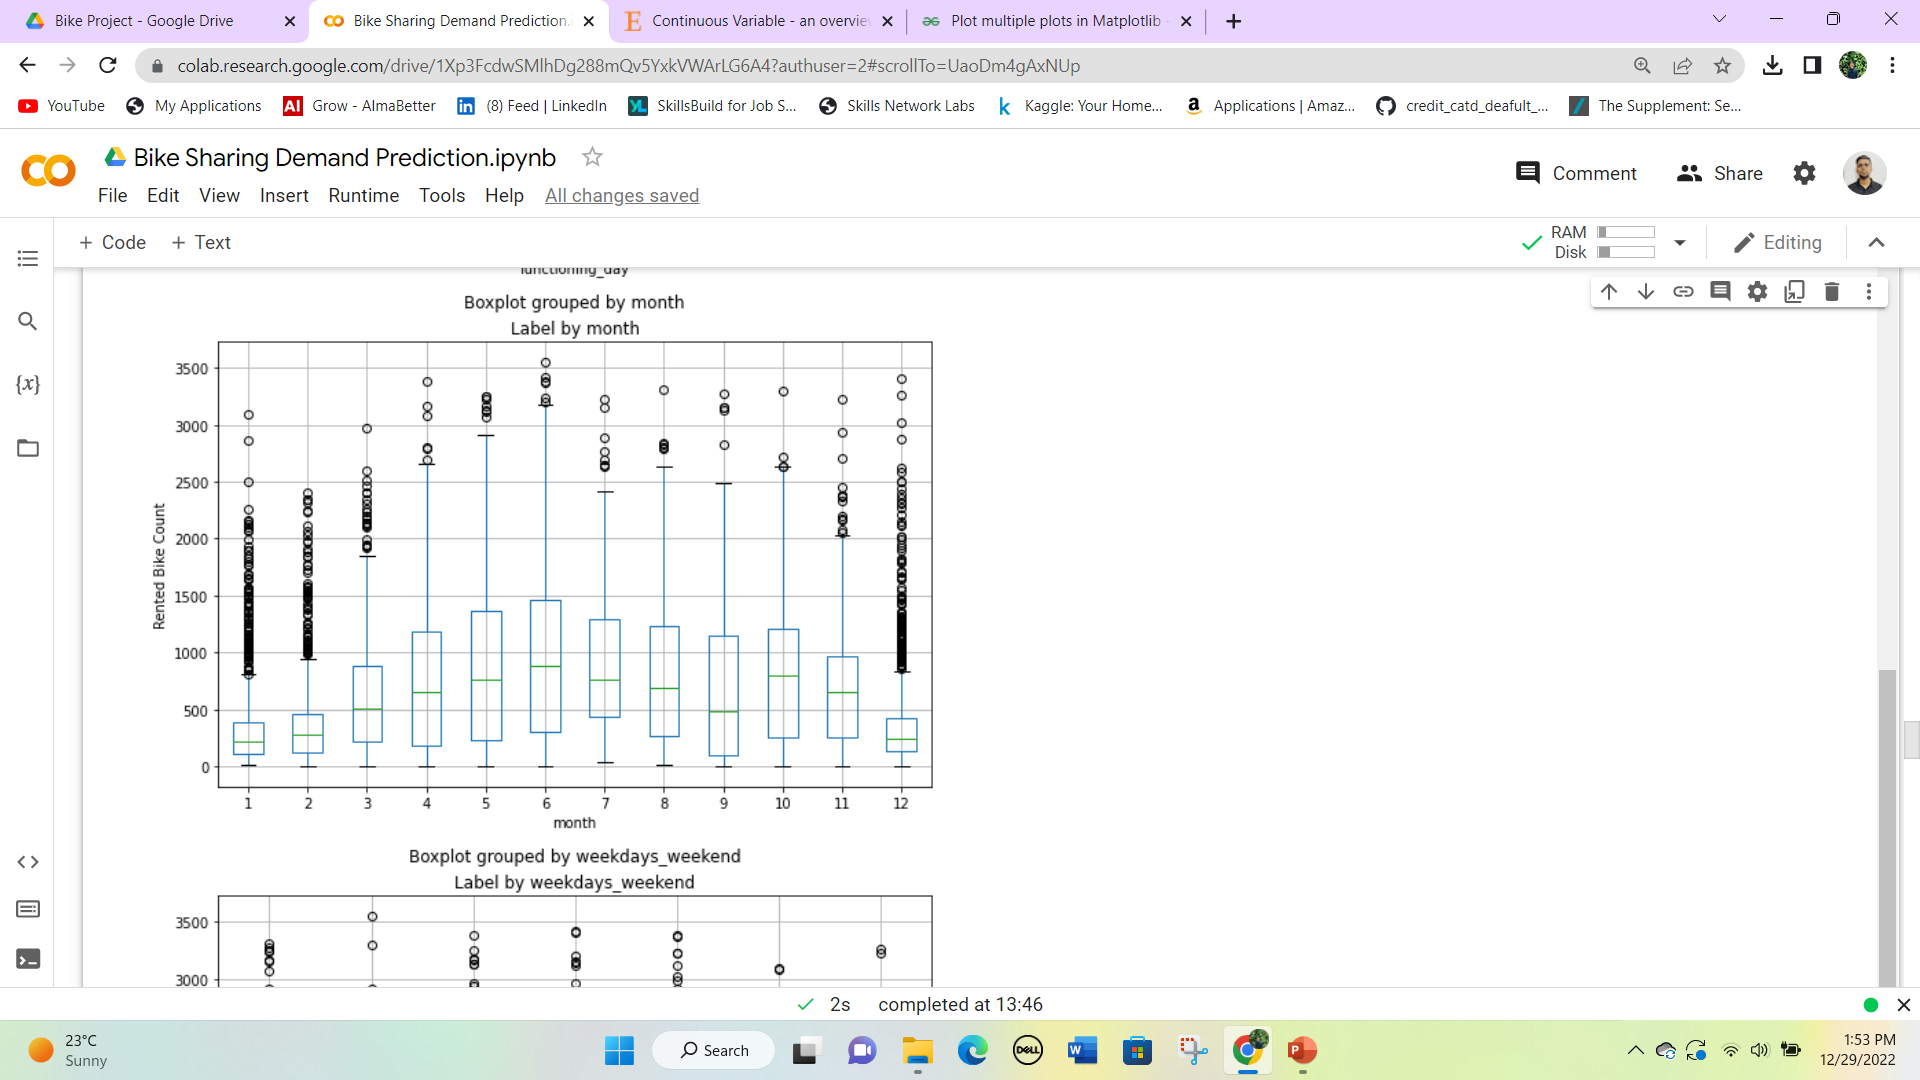 Bike Project - Google Drive
Bike Sharing Demand Prediction.
Continuous Variable - an overvie
Plot multiple plots in Matplotlib -
colab.research.google.com/drive/1Xp3FcdwSMlhDg288mQv5YxkVWArLG6A4?authuser=2#scrollTo=UaoDm4gAxNUp
YouTube
My Applications
AI Grow - AlmaBetter
in (8) Feed | LinkedIn
SkillsBuild for Job S...
Skills Network Labs
k Kaggle: Your Home...
a Applications | Amaz...
credit_catd_deafult_...
The Supplement: Se...
Bike Sharing Demand Prediction.ipynb
Comment
Share
File Edit View Insert Runtime Tools Help All changes saved
+ Code + Text
RAM
Disk
Editing
{x}
functioning_day
Boxplot grouped by month
Label by month
3500
3000
2500
2000
1500
1000
500
0
Rented Bike Count
1 2 3 4 5 6 7 8 9 10 11 12
month
Boxplot grouped by weekdays_weekend
Label by weekdays_weekend
3500
3000
2s completed at 13:46
23°C
Sunny
Search
DELL
W
P
1:53 PM
12/29/2022